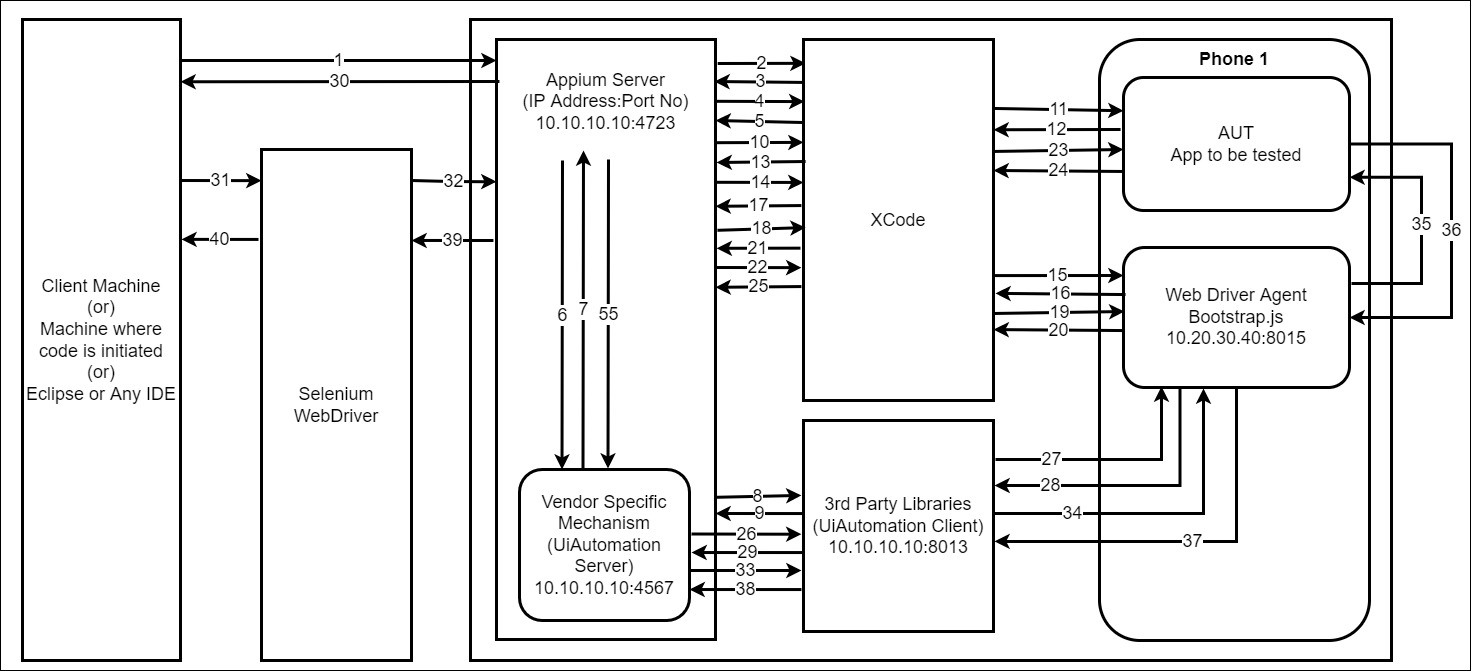 Client Machine
(or)
Machine where
code is initiated
(or)
Eclipse or Any IDE
1
30
31
40
Selenium
WebDriver
32
39
Appium Server
(IP Address:Port No)
10.10.10.10:4723
6
7
55
Vendor Specific
Mechanism
(UiAutomation
Server)
10.10.10.10:4567
2
3
4
5
10
13
14
17
18
21
22
25
8
9
26
29
33
38
XCode
3rd Party Libraries
(UiAutomation Client)
10.10.10.10:8013
11
12
23
24
15
16
19
20
27
28
34
37
Phone 1
AUT
App to be tested
Web Driver Agent
Bootstrap.js
10.20.30.40:8015
35
36